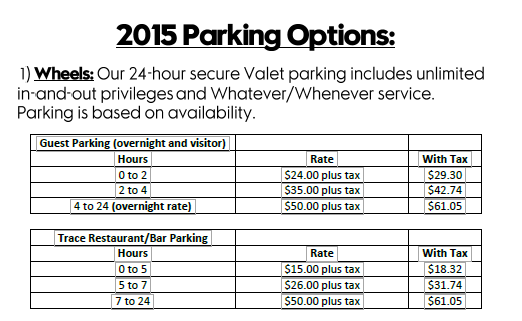 2015 Parking Options:
1) Wheels: Our 24-hour secure Valet parking includes unlimited
in-and-out privileges and Whatever/Whenever service.
Parking is based on availability.
Guest Parking (overnight and visitor)
Hours Rate With Tax
0 to 2 $24.00 plus tax $29.30
2 to 4 $35.00 plus tax $42.74
4 to 24 (overnight rate) $50.00 plus tax $61.05
Trace Restaurant/Bar Parking
Hours Rate With Tax
0 to 5 $15.00 plus tax $18.32
5 to 7 $26.00 plus tax $31.74
7 to 24 $50.00 plus tax $61.05